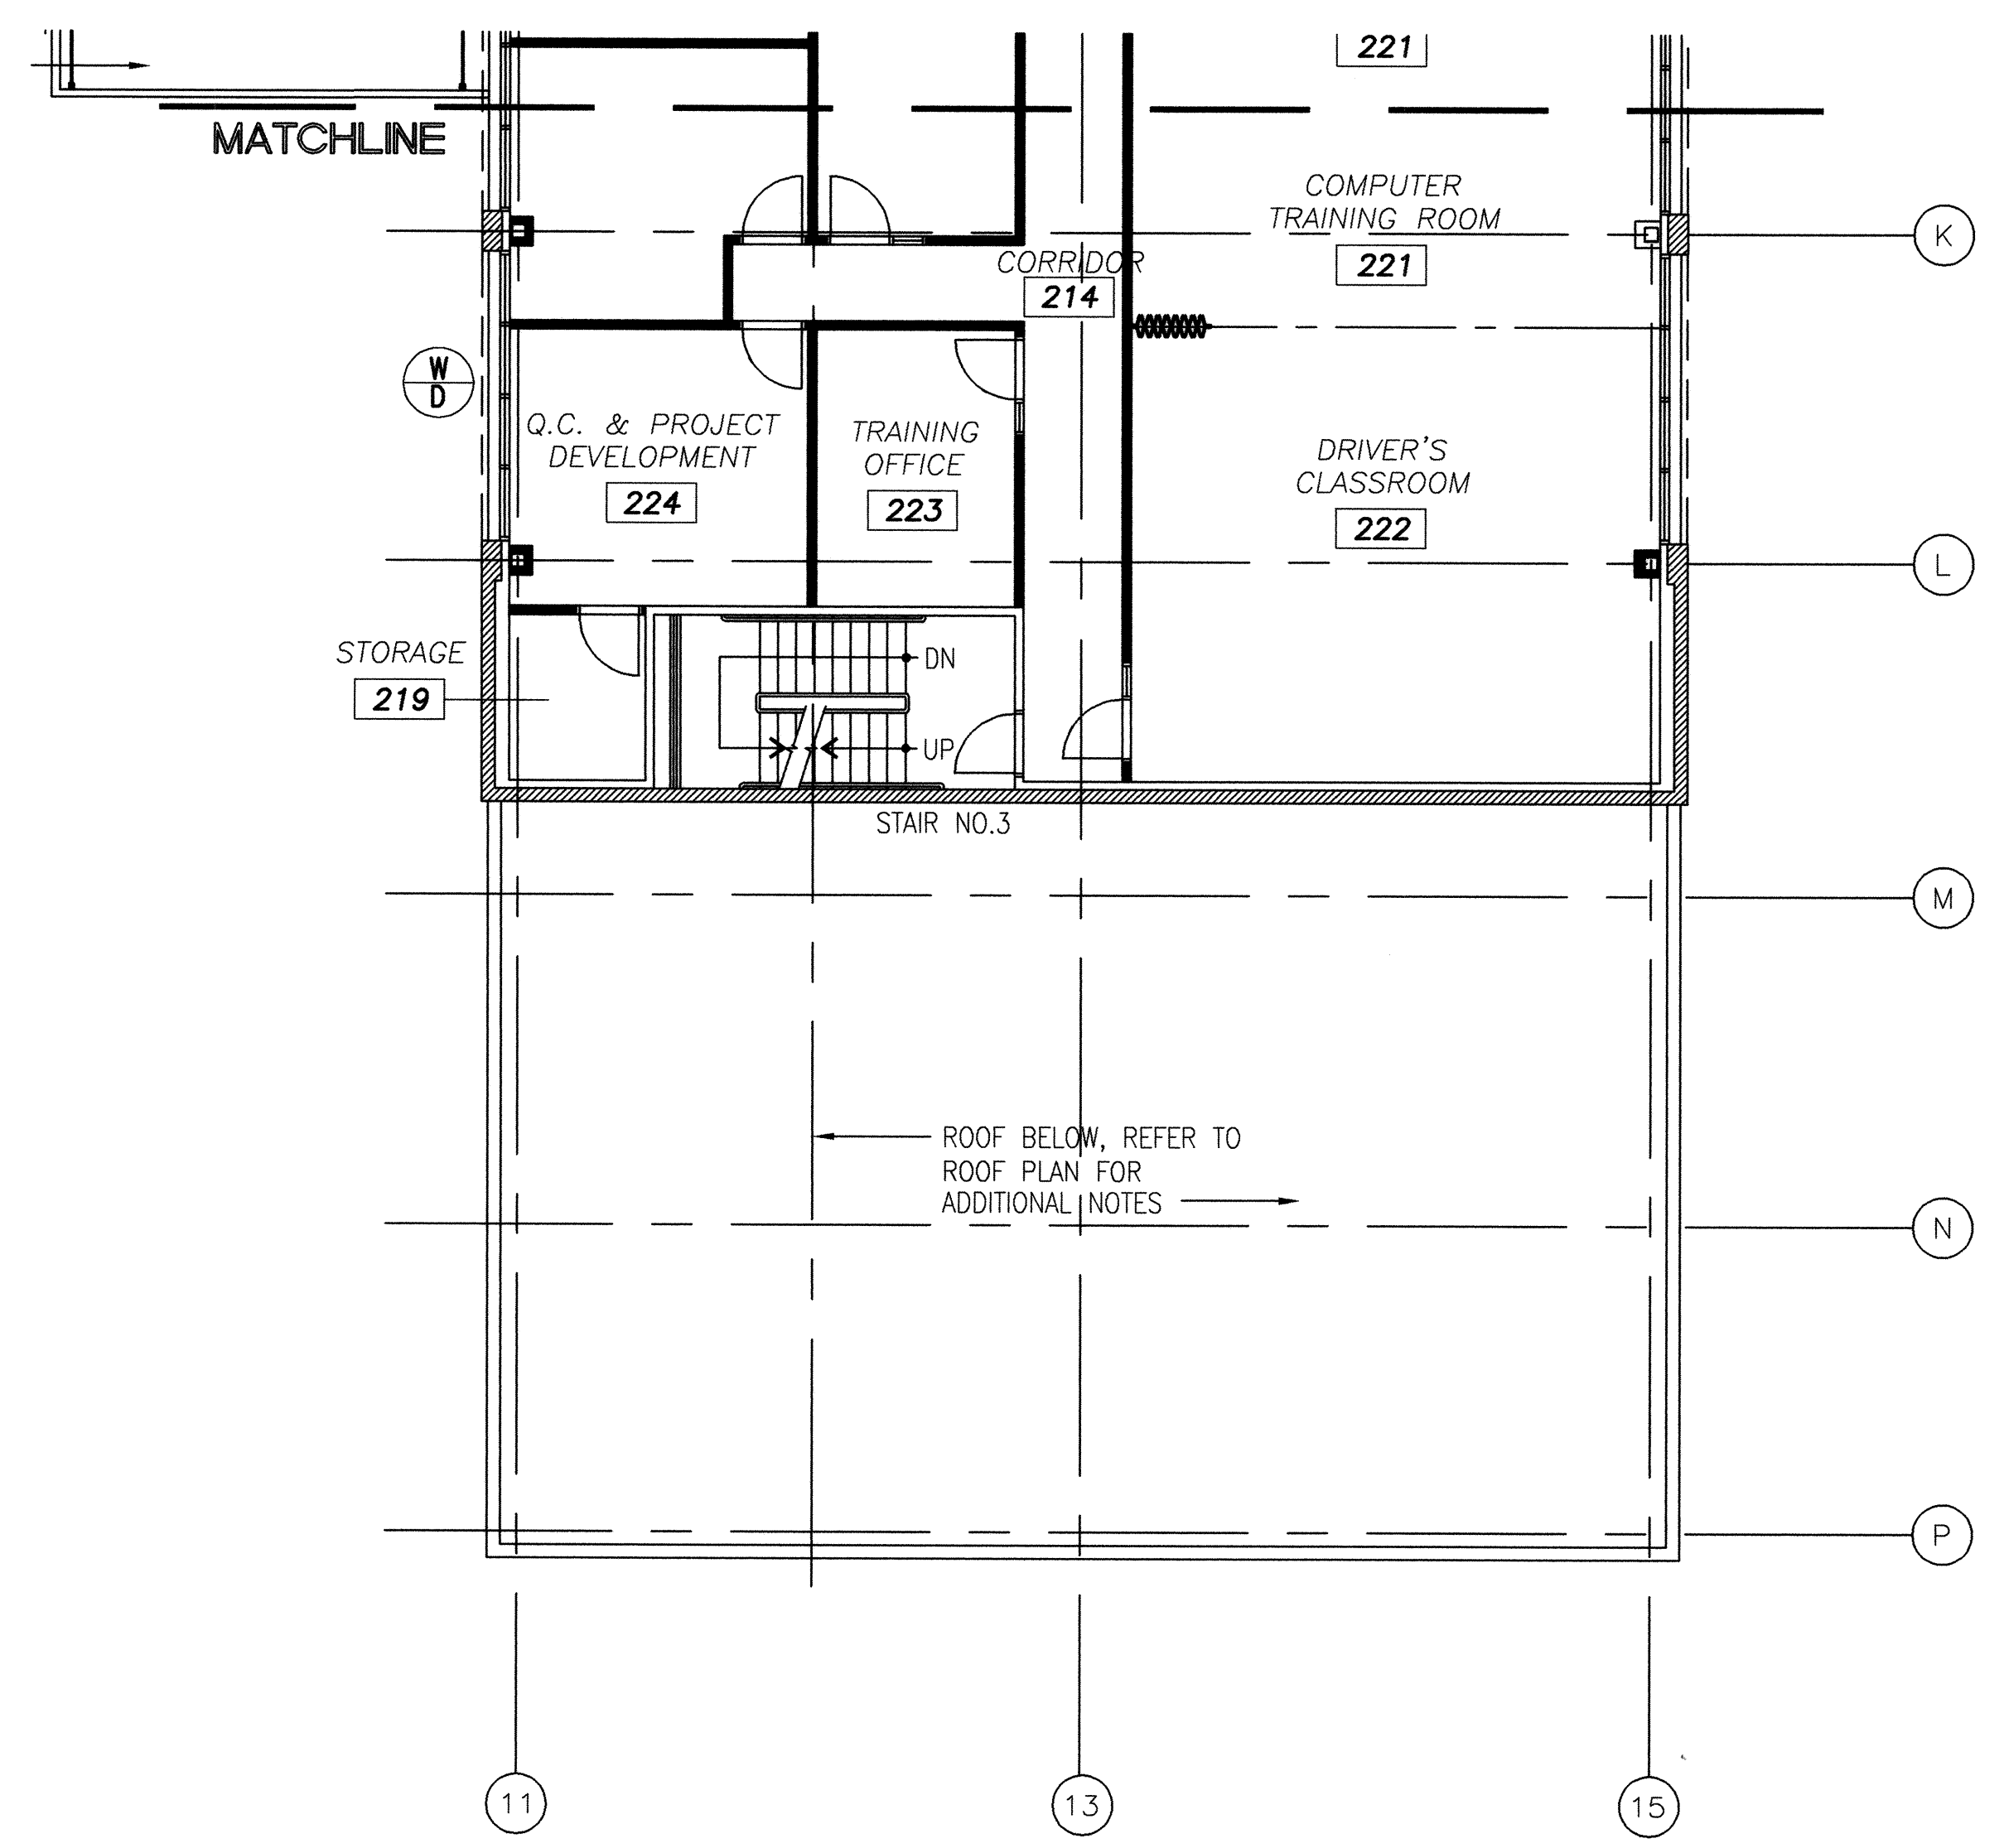 221
MATCHLINE
COMPUTER
TRAINING ROOM
221
K
CORRIDOR
214
W
D
Q.C. & PROJECT
DEVELOPMENT
224
TRAINING
OFFICE
223
DRIVER'S
CLASSROOM
222
L
STORAGE
219
DN
UP
STAIR NO.3
M
ROOF BELOW, REFER TO
ROOF PLAN FOR
ADDITIONAL NOTES
N
P
11
13
15